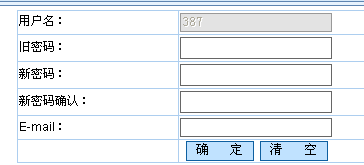 用户名： 387
旧密码：
新密码：
新密码确认：
E-mail：
确 定 清 空